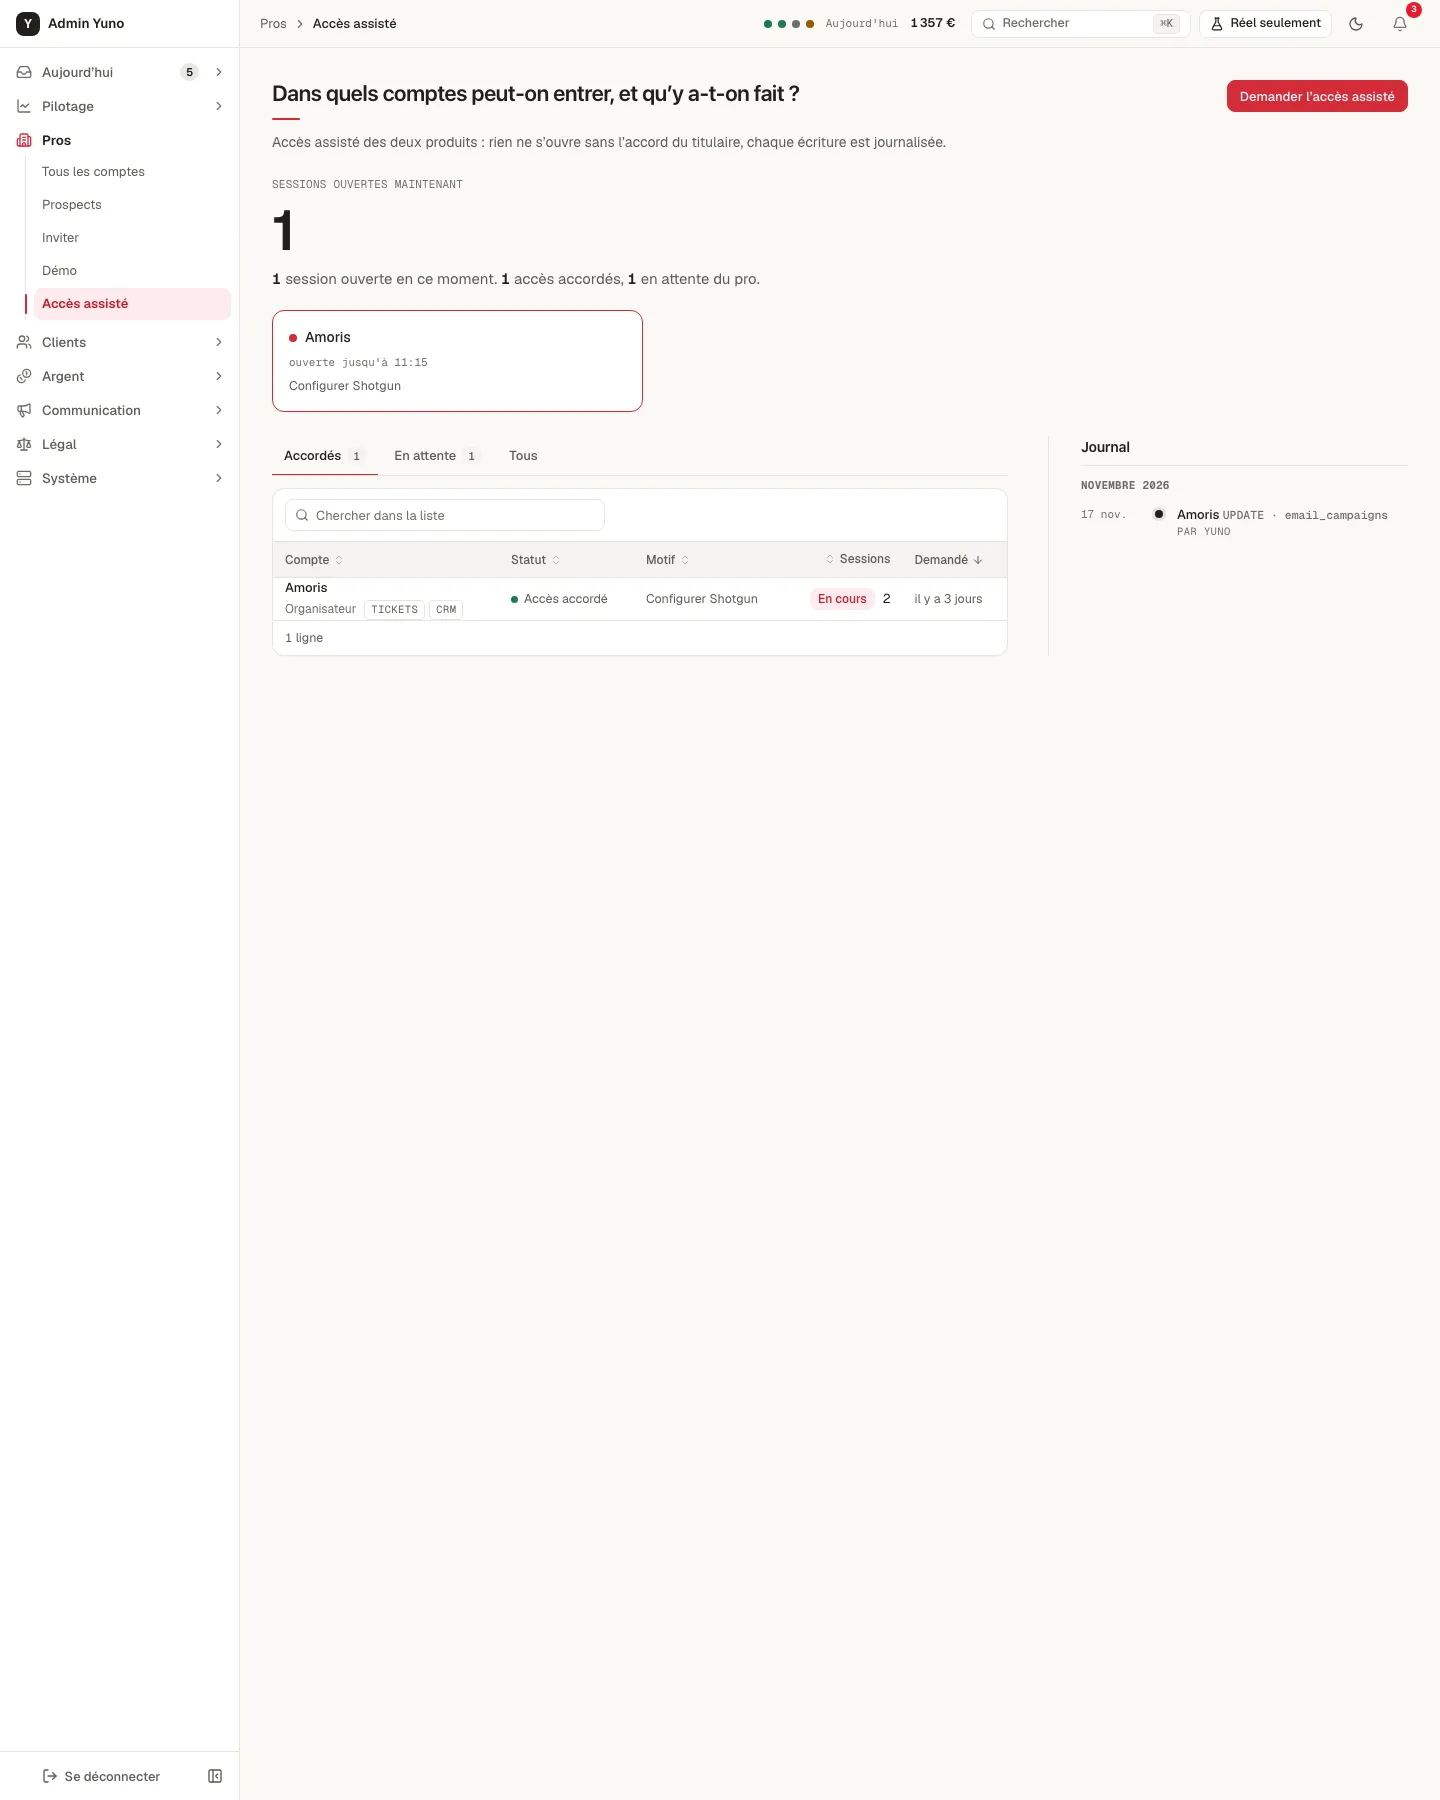 Y Admin Yuno
Aujourd'hui 5
Pilotage
Pros
Tous les comptes
Prospects
Inviter
Démo
Accès assisté
Clients
Argent
Communication
Légal
Système
Se déconnecter
Pros > Accès assisté
Aujourd'hui 1 357 €
Rechercher ⌘K
Réel seulement
3
Dans quels comptes peut-on entrer, et qu’y a-t-on fait ?
Demander l’accès assisté
Accès assisté des deux produits : rien ne s’ouvre sans l’accord du titulaire, chaque écriture est journalisée.
SESSIONS OUVERTES MAINTENANT
1
1 session ouverte en ce moment. 1 accès accordés, 1 en attente du pro.
Amoris
ouverte jusqu'à 11:15
Configurer Shotgun
Accordés 1 En attente 1 Tous
Chercher dans la liste
Compte Statut Motif Sessions Demandé
Amoris
Organisateur TICKETS CRM
Accès accordé
Configurer Shotgun
En cours 2
il y a 3 jours
1 ligne
Journal
NOVEMBRE 2026
17 nov. Amoris UPDATE · email_campaigns
PAR YUNO